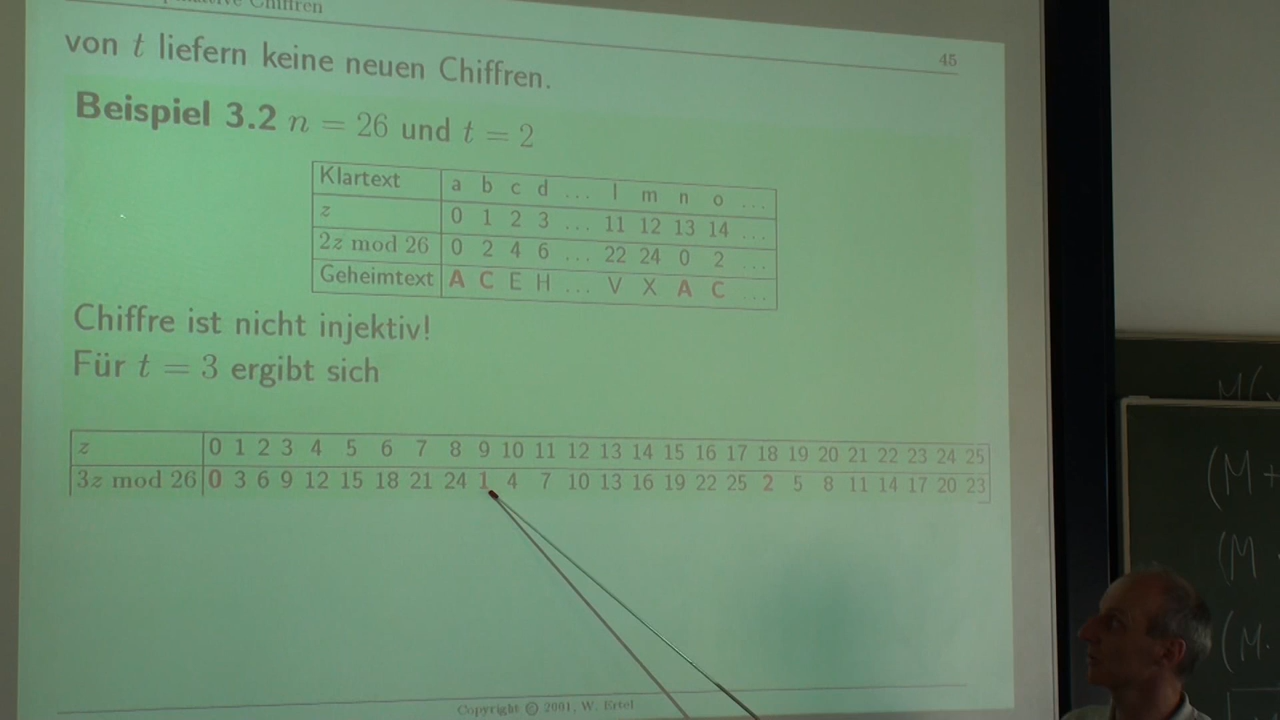 Chiffren
45
von t liefern keine neuen Chiffren.
Beispiel 3.2 n = 26 und t = 2
Klartext a b c d ... l m n o ...
z 0 1 2 3 ... 11 12 13 14 ...
2z mod 26 0 2 4 6 ... 22 24 0 2 ...
Geheimtext A C E H ... V X A C ...
Chiffre ist nicht injektiv!
Für t = 3 ergibt sich
z 0 1 2 3 4 5 6 7 8 9 10 11 12 13 14 15 16 17 18 19 20 21 22 23 24 25
3z mod 26 0 3 6 9 12 15 18 21 24 1 4 7 10 13 16 19 22 25 2 5 8 11 14 17 20 23
Copyright © 2001, W. Ertel
M(
(M +
(M
(M.